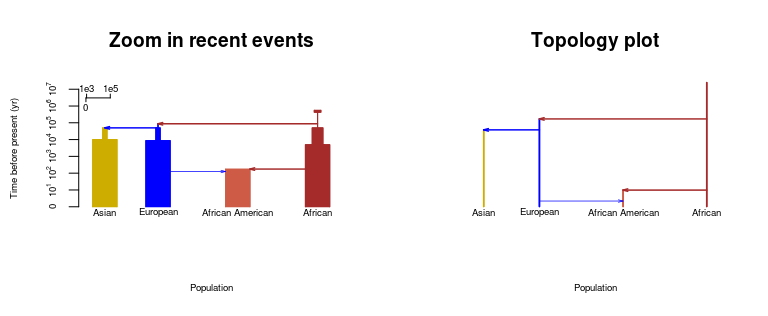 Zoom in recent events
Topology plot
1e3 1e5
0
Time before present (yr)
10⁷
10⁶
10⁵
10⁴
10³
10²
10¹
0
Asian European African American African
Asian European African American African
Population
Population